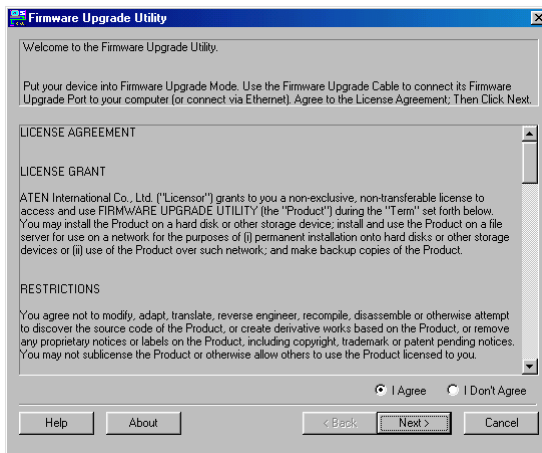 Firmware Upgrade Utility
Welcome to the Firmware Upgrade Utility.
Put your device into Firmware Upgrade Mode. Use the Firmware Upgrade Cable to connect its Firmware
Upgrade Port to your computer (or connect via Ethernet). Agree to the License Agreement; Then Click Next.
LICENSE AGREEMENT
LICENSE GRANT
ATEN International Co., Ltd. ("Licensor") grants to you a non-exclusive, non-transferable license to
access and use FIRMWARE UPGRADE UTILITY (the "Product") during the "Term" set forth below.
You may install the Product on a hard disk or other storage device; install and use the Product on a file
server for use on a network for the purposes of (i) permanent installation onto hard disks or other storage
devices or (ii) use of the Product over such network; and make backup copies of the Product.
RESTRICTIONS
You agree not to modify, adapt, translate, reverse engineer, recompile, disassemble or otherwise attempt
to discover the source code of the Product, or create derivative works based on the Product, or remove
any proprietary notices or labels on the Product, including copyright, trademark or patent pending notices.
You may not sublicense the Product or otherwise allow others to use the Product licensed to you.
I Agree I Don't Agree
Help About < Back Next > Cancel